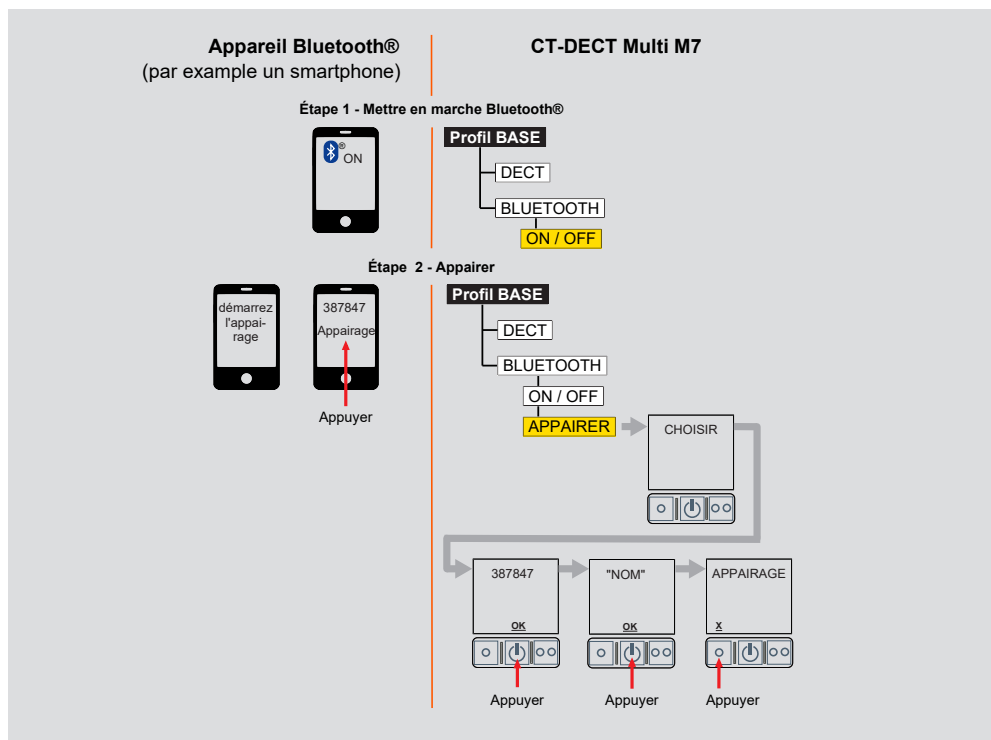 Appareil Bluetooth®
(par example un smartphone)
CT-DECT Multi M7
Étape 1 - Mettre en marche Bluetooth®
® ON
Profil BASE
DECT
BLUETOOTH
ON / OFF
Étape 2 - Appairer
démarrez
l'appai-
rage
387847
Appairage
Appuyer
Profil BASE
DECT
BLUETOOTH
ON / OFF
APPAIRER
CHOISIR
387847
OK
Appuyer
"NOM"
OK
Appuyer
APPAIRAGE
X
Appuyer